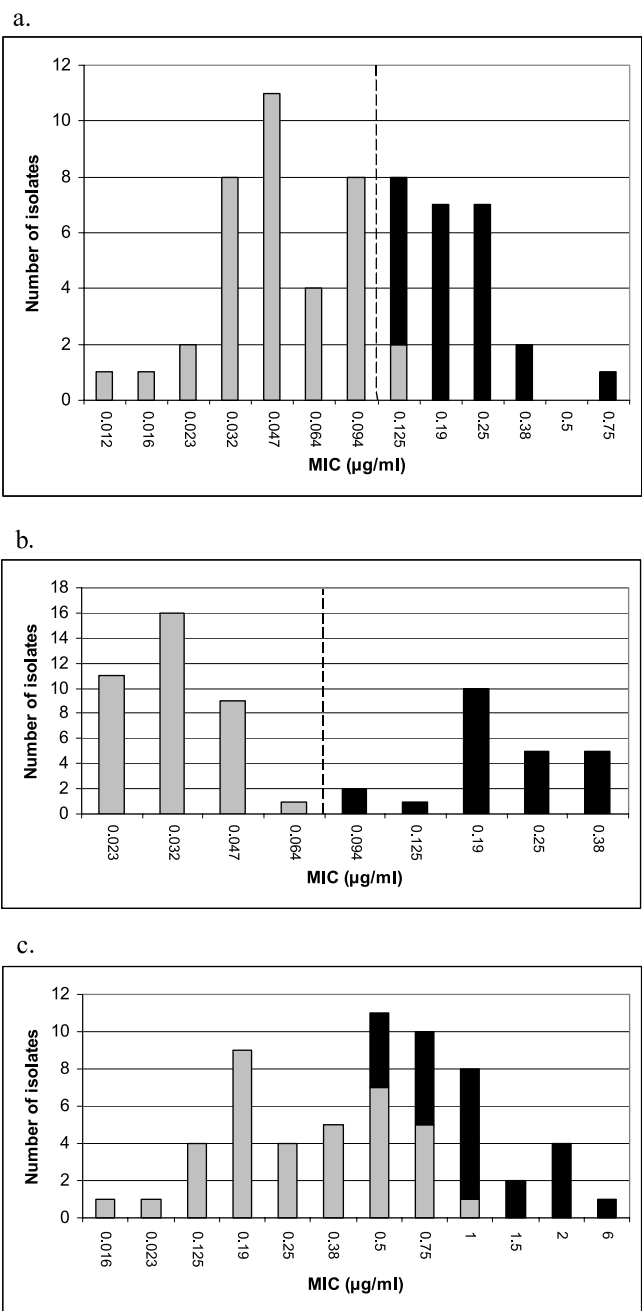 a.
12
10
8
6
4
2
0
Number of isolates
0.012 0.016 0.023 0.032 0.047 0.064 0.094 0.125 0.19 0.25 0.38 0.5 0.75
MIC (µg/ml)
b.
18
16
14
12
10
8
6
4
2
0
Number of isolates
0.023 0.032 0.047 0.064 0.094 0.125 0.19 0.25 0.38
MIC (µg/ml)
c.
12
10
8
6
4
2
0
Number of isolates
0.016 0.023 0.125 0.19 0.25 0.38 0.5 0.75 1 1.5 2 6
MIC (µg/ml)